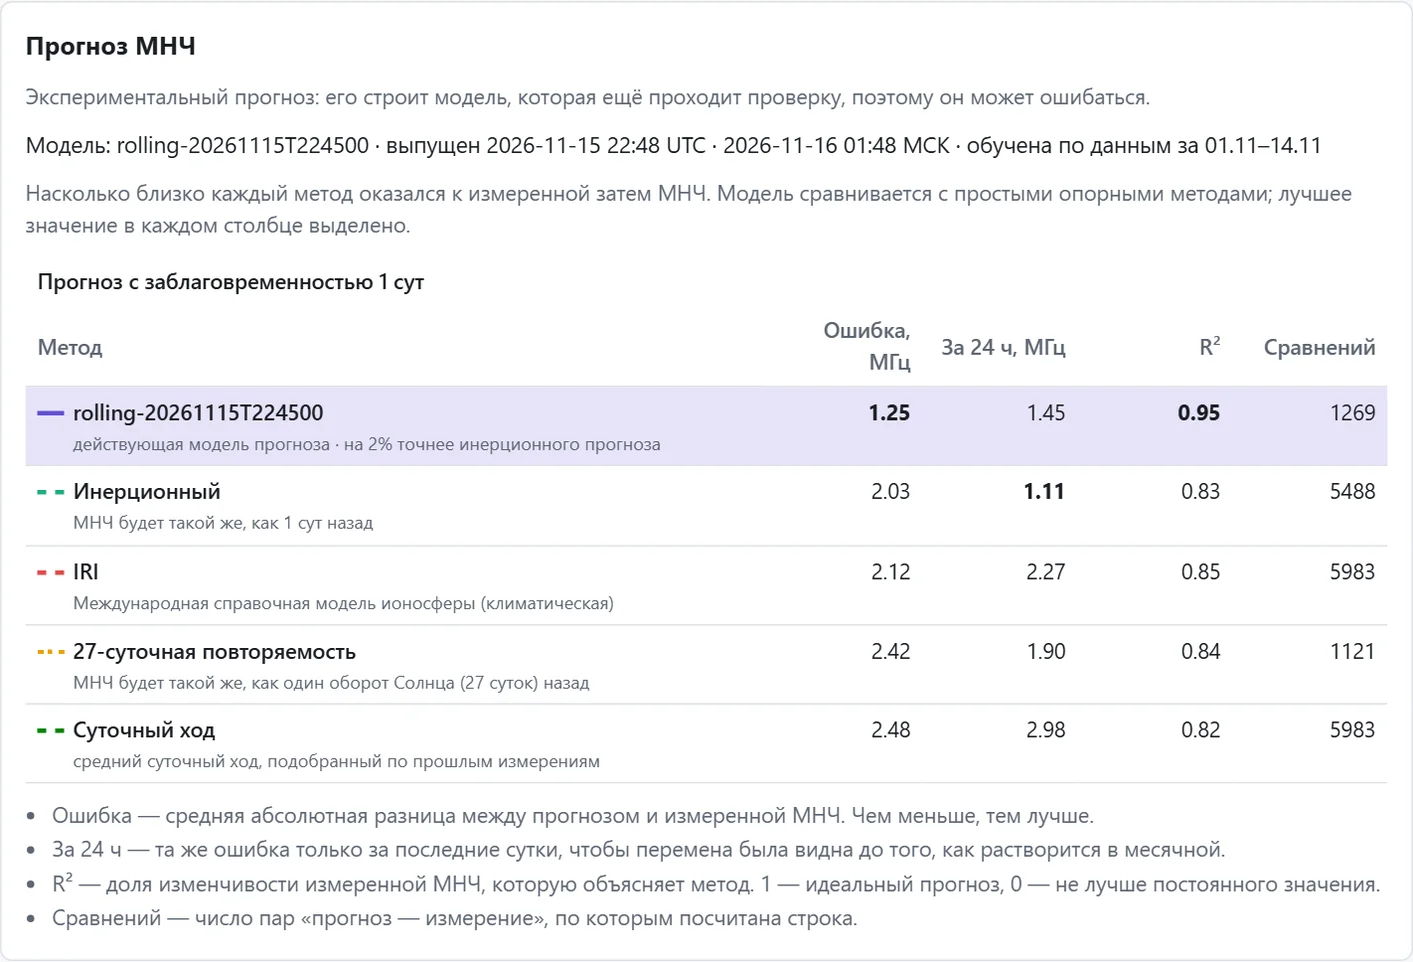 Прогноз МНЧ
Экспериментальный прогноз: его строит модель, которая ещё проходит проверку, поэтому он может ошибаться.
Модель: rolling-20261115T224500 · выпущен 2026-11-15 22:48 UTC · 2026-11-16 01:48 МСК · обучена по данным за 01.11–14.11
Насколько близко каждый метод оказался к измеренной затем МНЧ. Модель сравнивается с простыми опорными методами; лучшее
значение в каждом столбце выделено.
Прогноз с заблаговременностью 1 сут
Метод Ошибка, МГц За 24 ч, МГц R² Сравнений
rolling-20261115T224500 1.25 1.45 0.95 1269
действующая модель прогноза · на 2% точнее инерционного прогноза
Инерционный 2.03 1.11 0.83 5488
МНЧ будет такой же, как 1 сут назад
IRI 2.12 2.27 0.85 5983
Международная справочная модель ионосферы (климатическая)
27-суточная повторяемость 2.42 1.90 0.84 1121
МНЧ будет такой же, как один оборот Солнца (27 суток) назад
Суточный ход 2.48 2.98 0.82 5983
средний суточный ход, подобранный по прошлым измерениям
• Ошибка — средняя абсолютная разница между прогнозом и измеренной МНЧ. Чем меньше, тем лучше.
• За 24 ч — та же ошибка только за последние сутки, чтобы перемена была видна до того, как растворится в месячной.
• R² — доля изменчивости измеренной МНЧ, которую объясняет метод. 1 — идеальный прогноз, 0 — не лучше постоянного значения.
• Сравнений — число пар «прогноз — измерение», по которым посчитана строка.